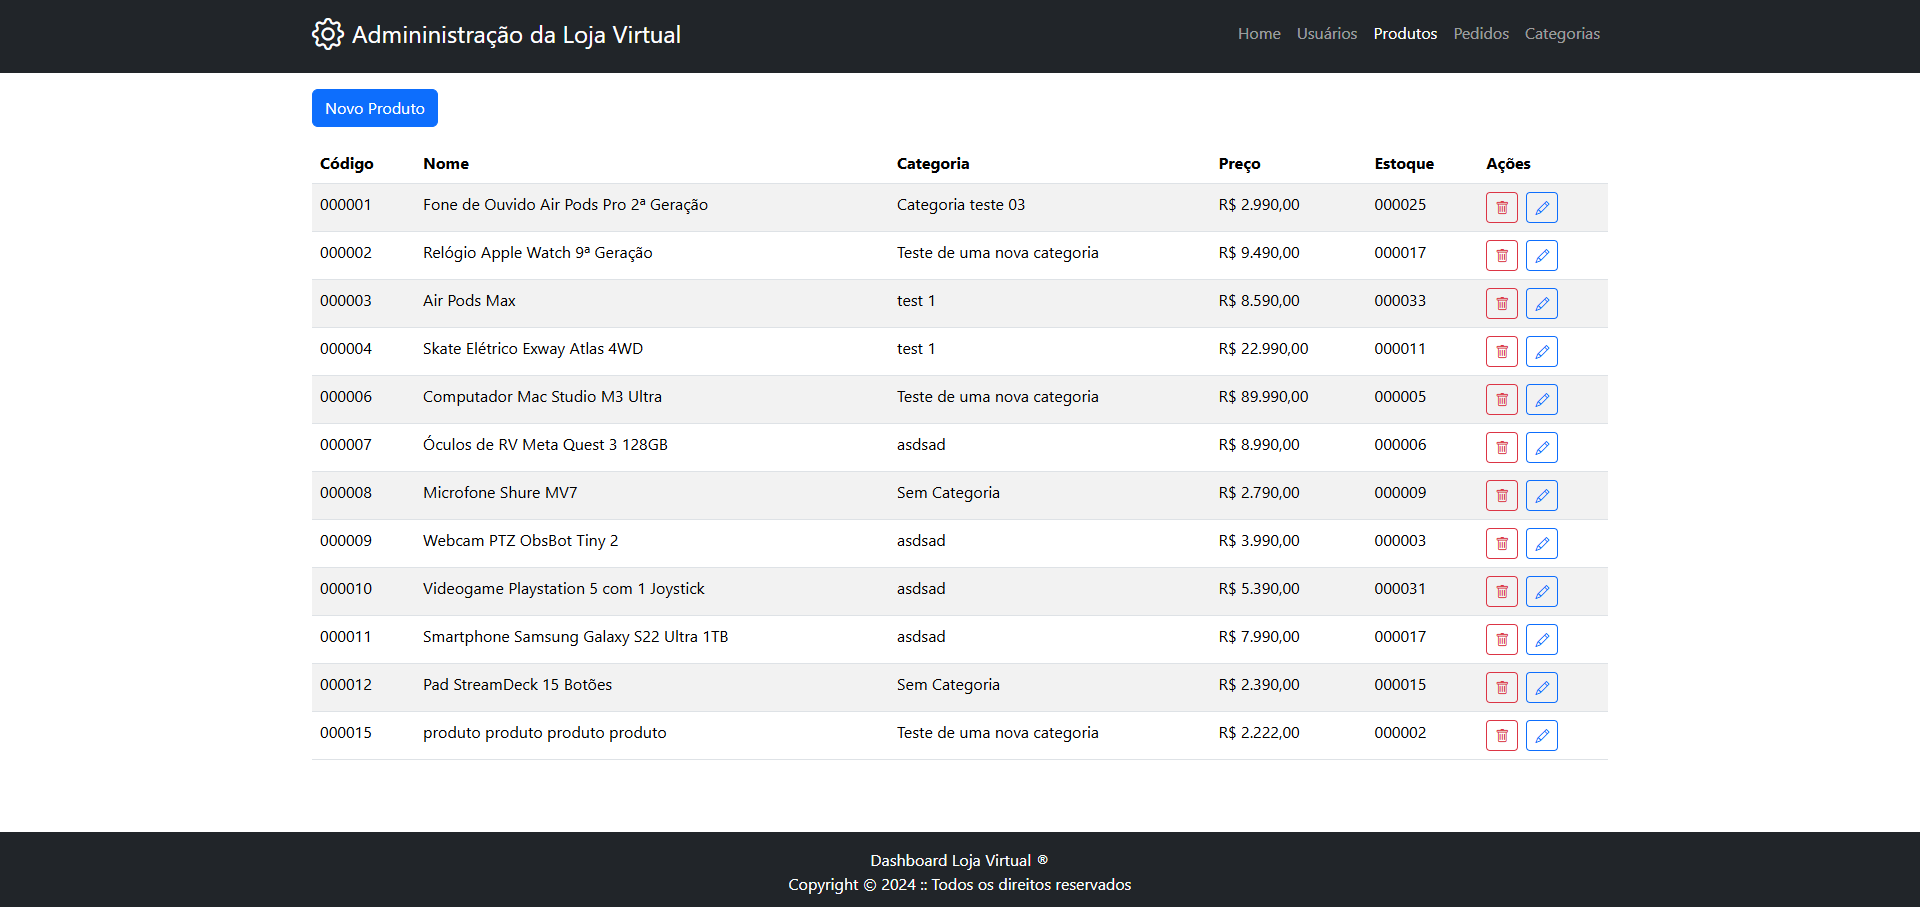 Admininistração da Loja Virtual
Home Usuários Produtos Pedidos Categorias
Novo Produto
Código Nome Categoria Preço Estoque Ações
000001 Fone de Ouvido Air Pods Pro 2ª Geração Categoria teste 03 R$ 2.990,00 000025
000002 Relógio Apple Watch 9ª Geração Teste de uma nova categoria R$ 9.490,00 000017
000003 Air Pods Max test 1 R$ 8.590,00 000033
000004 Skate Elétrico Exway Atlas 4WD test 1 R$ 22.990,00 000011
000006 Computador Mac Studio M3 Ultra Teste de uma nova categoria R$ 89.990,00 000005
000007 Óculos de RV Meta Quest 3 128GB asdsad R$ 8.990,00 000006
000008 Microfone Shure MV7 Sem Categoria R$ 2.790,00 000009
000009 Webcam PTZ ObsBot Tiny 2 asdsad R$ 3.990,00 000003
000010 Videogame Playstation 5 com 1 Joystick asdsad R$ 5.390,00 000031
000011 Smartphone Samsung Galaxy S22 Ultra 1TB asdsad R$ 7.990,00 000017
000012 Pad StreamDeck 15 Botões Sem Categoria R$ 2.390,00 000015
000015 produto produto produto produto Teste de uma nova categoria R$ 2.222,00 000002
Dashboard Loja Virtual ®
Copyright © 2024 :: Todos os direitos reservados